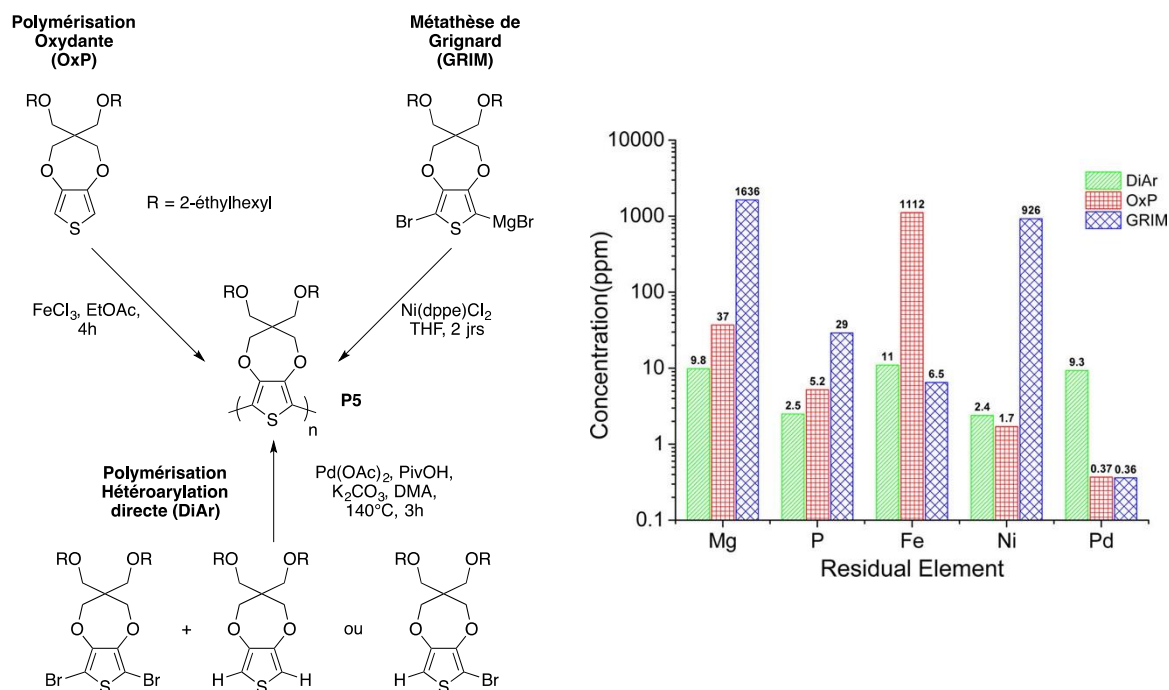 Polymérisation
Oxydante
(OxP)
RO
OR
O
O
S
R = 2-éthylhexyl
Métathèse de
Grignard
(GRIM)
RO
OR
O
O
Br
S
MgBr
FeCl3, EtOAc,
4h
Ni(dppe)Cl2
THF, 2 jrs
RO
OR
O
O
S
n
P5
Polymérisation
Hétéroarylation
directe (DiAr)
Pd(OAc)2, PivOH,
K2CO3, DMA,
140°C, 3h
RO
OR
O
O
Br
S
Br
+
RO
OR
O
O
H
S
H
ou
RO
OR
O
O
H
S
Br
Concentration(ppm)
10000
1000
100
10
1
0.1
DiAr
OxP
GRIM
9.8
37
1636
2.5
5.2
29
11
1112
6.5
2.4
1.7
926
9.3
0.37
0.36
Mg
P
Fe
Ni
Pd
Residual Element